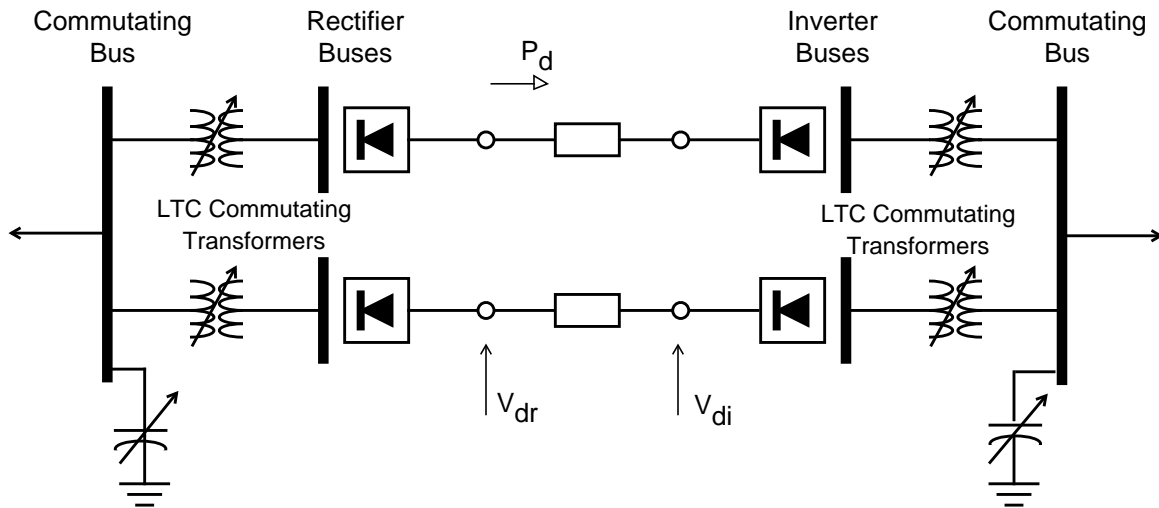 Commutating
Bus
Rectifier
Buses
P_d
Inverter
Buses
Commutating
Bus
LTC Commutating
Transformers
LTC Commutating
Transformers
V_dr
V_di